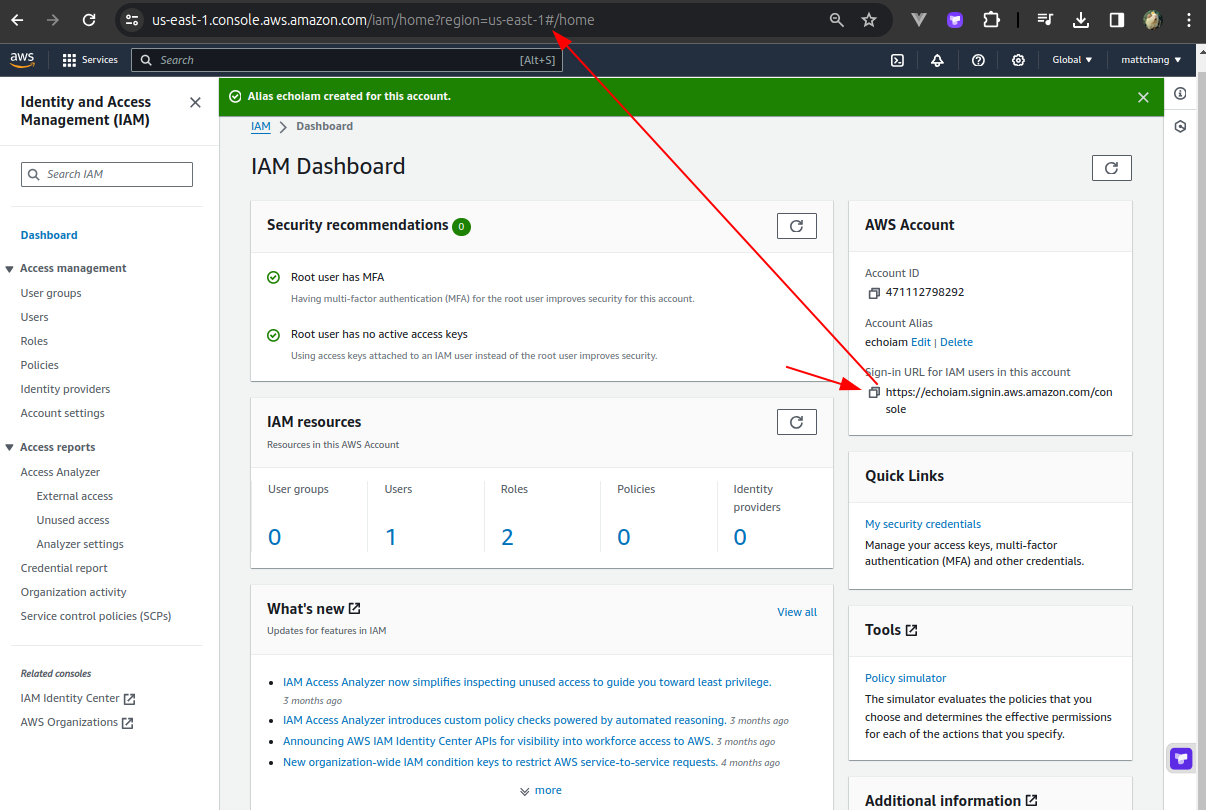 us-east-1.console.aws.amazon.com/iam/home?region=us-east-1#/home
aws
Services
Search
[Alt+S]
Global
mattchang
Identity and Access
Management (IAM)
Search IAM
Dashboard
Access management
User groups
Users
Roles
Policies
Identity providers
Account settings
Access reports
Access Analyzer
External access
Unused access
Analyzer settings
Credential report
Organization activity
Service control policies (SCPs)
Related consoles
IAM Identity Center
AWS Organizations
Alias echoiam created for this account.
IAM
Dashboard
IAM Dashboard
Security recommendations 0
Root user has MFA
Having multi-factor authentication (MFA) for the root user improves security for this account.
Root user has no active access keys
Using access keys attached to an IAM user instead of the root user improves security.
IAM resources
Resources in this AWS Account
User groups
0
Users
1
Roles
2
Policies
0
Identity
providers
0
What's new
View all
Updates for features in IAM
IAM Access Analyzer now simplifies inspecting unused access to guide you toward least privilege.
3 months ago
IAM Access Analyzer introduces custom policy checks powered by automated reasoning. 3 months ago
Announcing AWS IAM Identity Center APIs for visibility into workforce access to AWS. 3 months ago
New organization-wide IAM condition keys to restrict AWS service-to-service requests. 4 months ago
more
AWS Account
Account ID
471112798292
Account Alias
echoiam Edit | Delete
Sign-in URL for IAM users in this account
https://echoiam.signin.aws.amazon.com/con
sole
Quick Links
My security credentials
Manage your access keys, multi-factor
authentication (MFA) and other credentials.
Tools
Policy simulator
The simulator evaluates the policies that you
choose and determines the effective permissions
for each of the actions that you specify.
Additional information